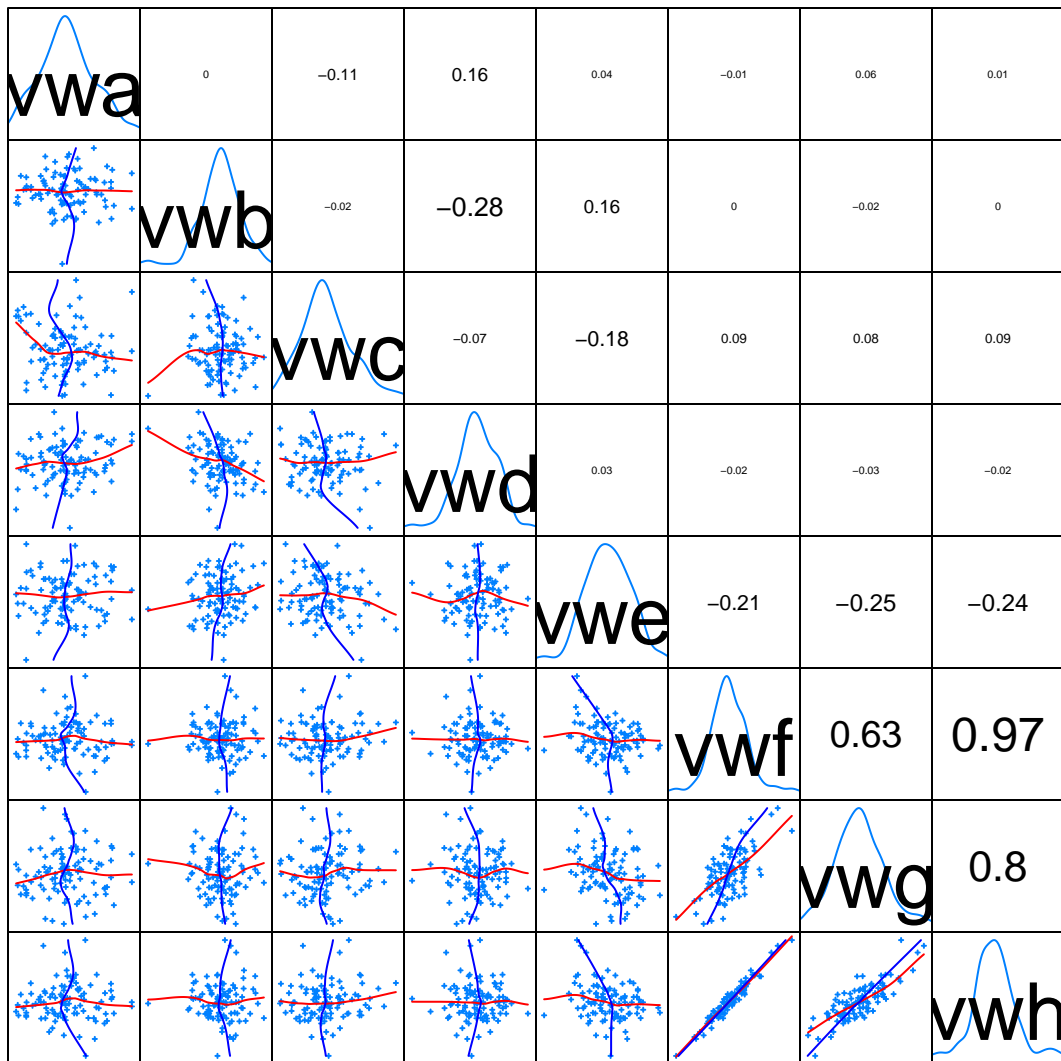 vwa 0 −0.11 0.16 0.04 −0.01 0.06 0.01
vwb −0.02 −0.28 0.16 0 −0.02 0
vwc −0.07 −0.18 0.09 0.08 0.09
vwd 0.03 −0.02 −0.03 −0.02
vwe −0.21 −0.25 −0.24
vwf 0.63 0.97
vwg 0.8
vwh